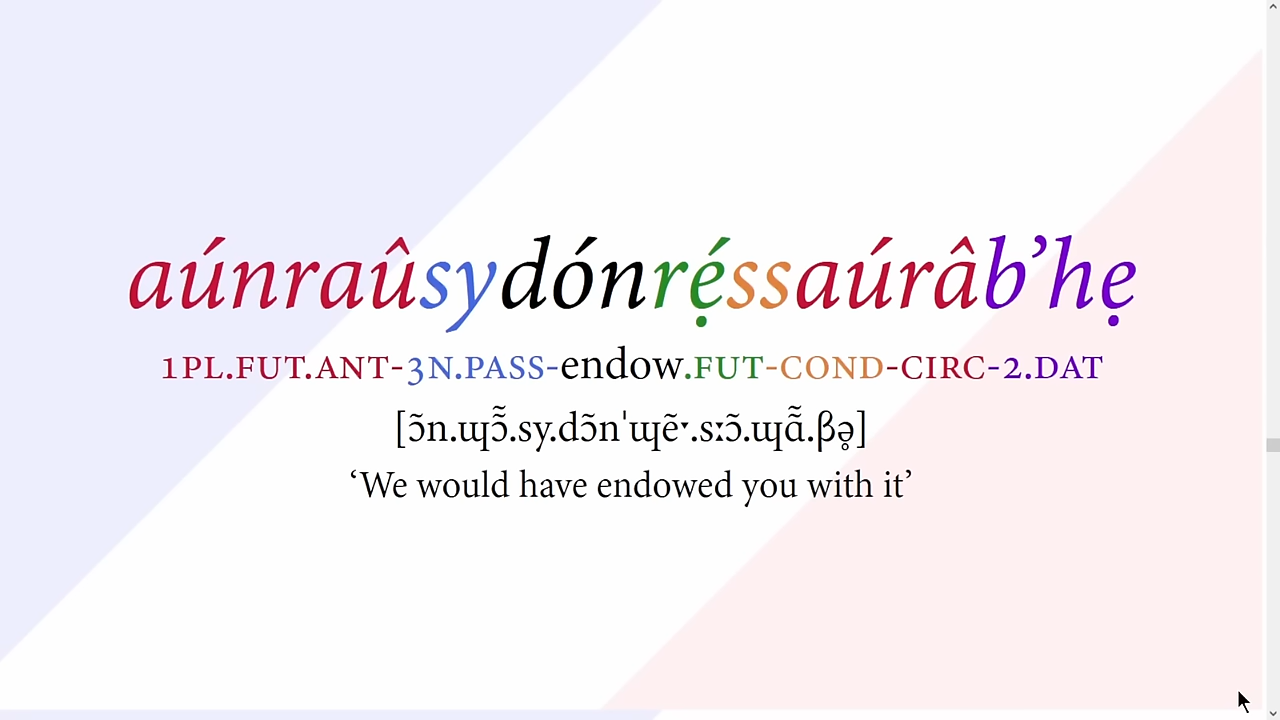 aúnraûsydónrẹ́ssaúrâb’hẹ
1PL.FUT.ANT-3N.PASS-endow.FUT-COND-CIRC-2.DAT
[ɔ̃n.ɰɔ̃̃.sy.dɔ̃nˈɰẽˑ.sːɔ̃.ɰɑ̃̃.βə̥]
‘We would have endowed you with it’